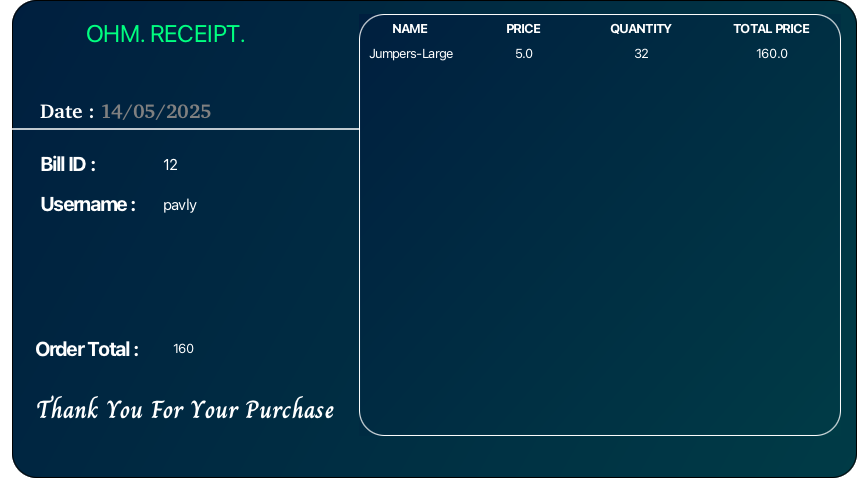 OHM. RECEIPT.
Date : 14/05/2025
Bill ID : 12
Username : pavly
Order Total : 160
Thank You For Your Purchase
NAME PRICE QUANTITY TOTAL PRICE
Jumpers-Large 5.0 32 160.0